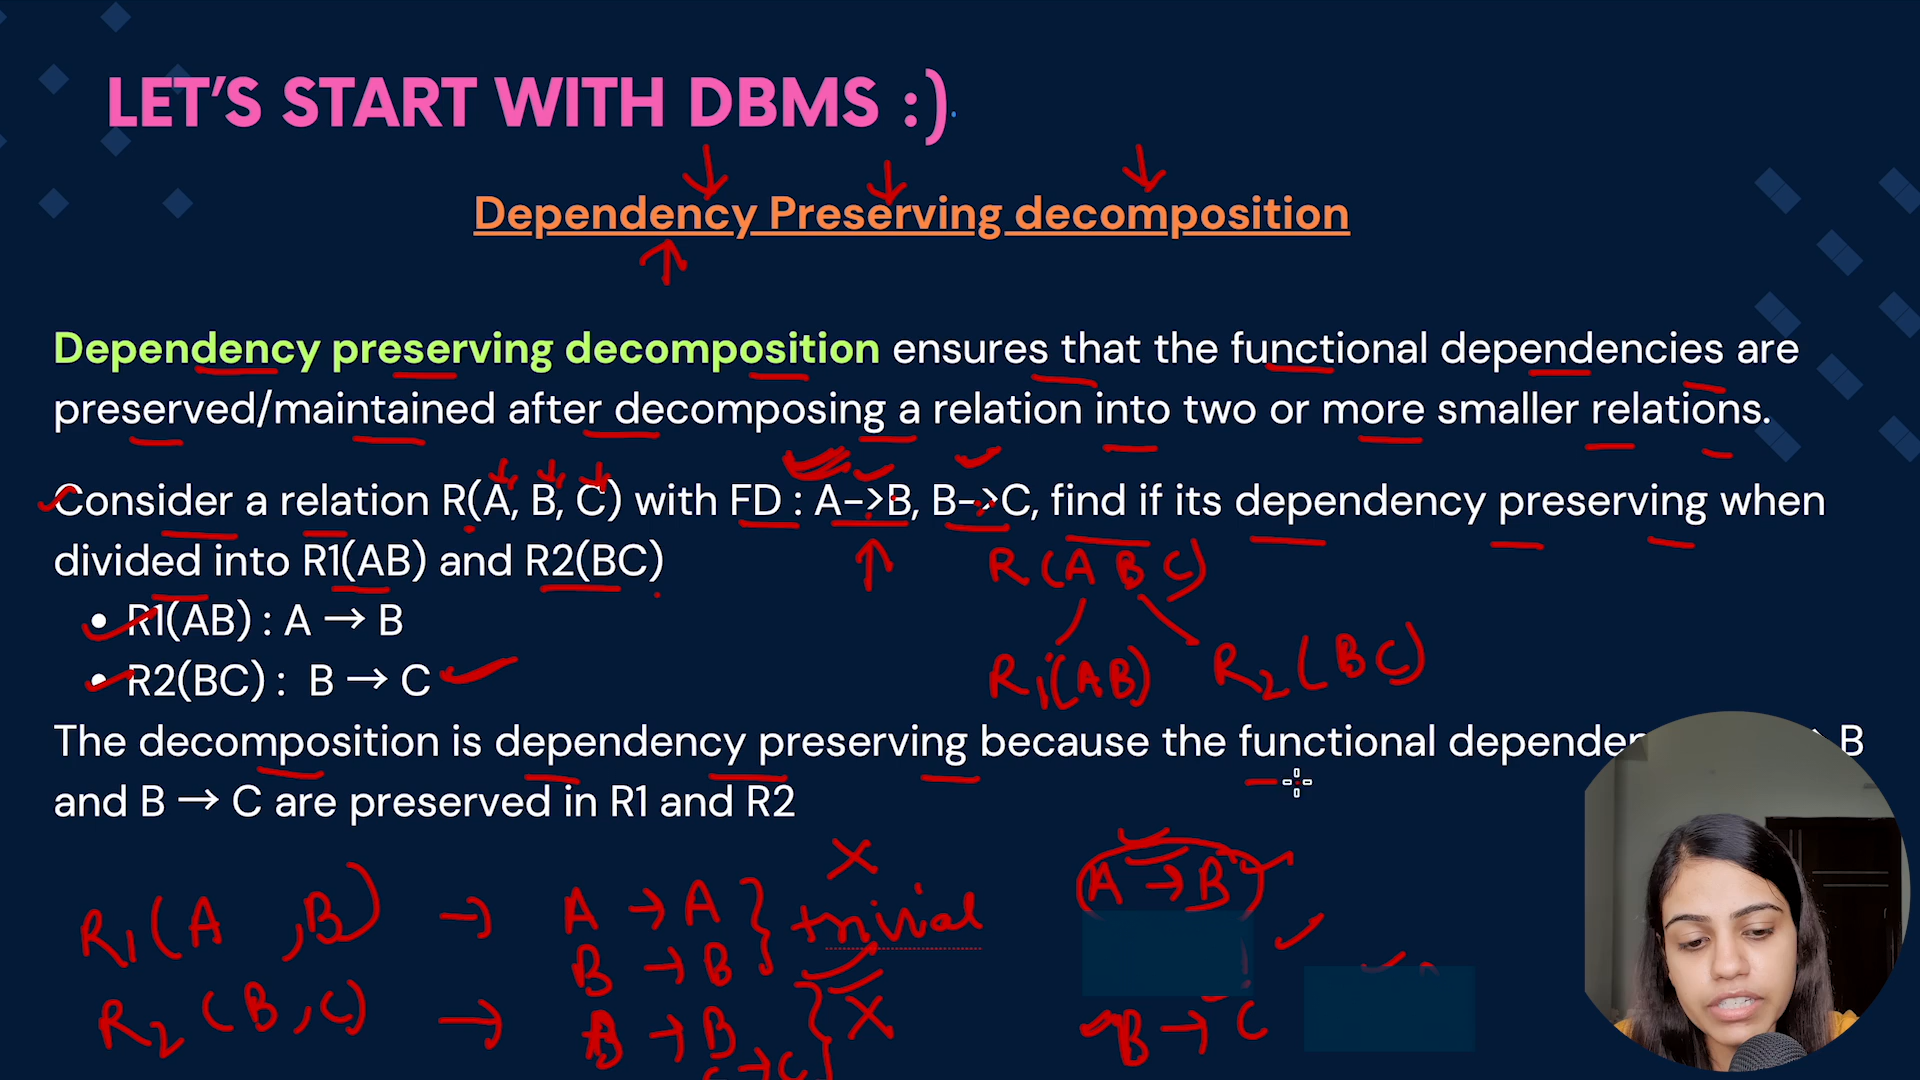 LET'S START WITH DBMS :)
Dependency Preserving decomposition
Dependency preserving decomposition ensures that the functional dependencies are
preserved/maintained after decomposing a relation into two or more smaller relations.
Consider a relation R(A, B, C) with FD : A->B, B->C, find if its dependency preserving when
divided into R1(AB) and R2(BC)
R(A B C)
• R1(AB) : A → B
• R2(BC) : B → C
R1(AB) R2(BC)
The decomposition is dependency preserving because the functional B
and B → C are preserved in R1 and R2
R1(A ,B) → A → A } trivial X
B → B
A → B
R2(B,C) → B → B } X
C → C
B → C